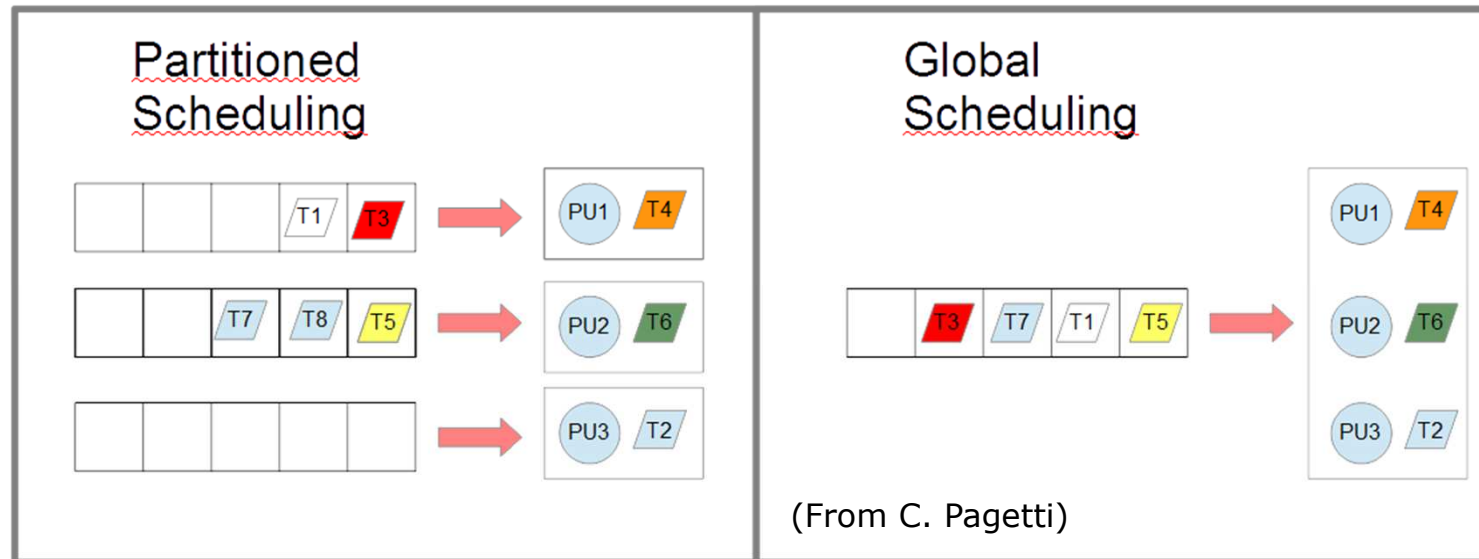 Partitioned
Scheduling
T1 T3 PU1 T4
T7 T8 T5 PU2 T6
PU3 T2
Global
Scheduling
PU1 T4
T3 T7 T1 T5 PU2 T6
PU3 T2
(From C. Pagetti)